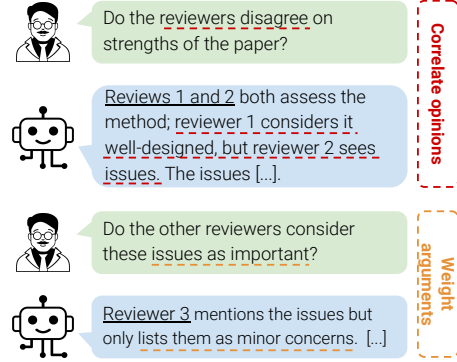 Do the reviewers disagree on
strengths of the paper?
Reviews 1 and 2 both assess the
method; reviewer 1 considers it
well-designed, but reviewer 2 sees
issues. The issues [...].
Correlate opinions
Do the other reviewers consider
these issues as important?
Reviewer 3 mentions the issues but
only lists them as minor concerns. [...]
Weight
arguments